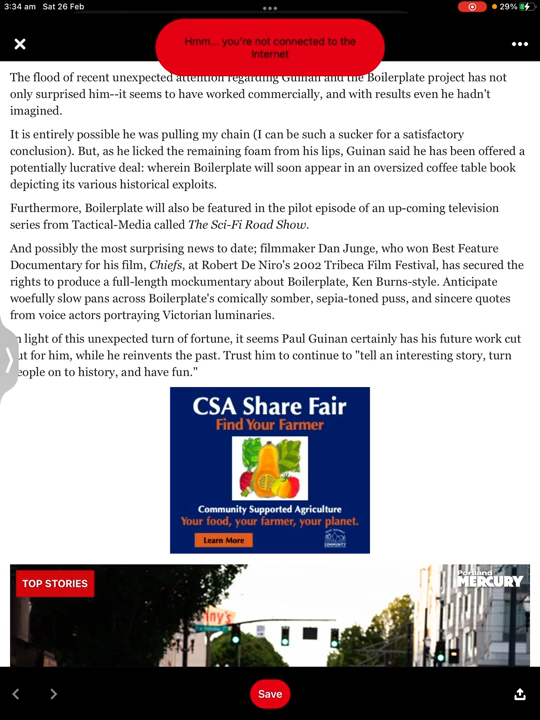 3:34 am Sat 26 Feb
29%
Hmm... you're not connected to the
Internet
The flood of recent unexpected attention regarding Guinan and the Boilerplate project has not
only surprised him--it seems to have worked commercially, and with results even he hadn't
imagined.
It is entirely possible he was pulling my chain (I can be such a sucker for a satisfactory
conclusion). But, as he licked the remaining foam from his lips, Guinan said he has been offered a
potentially lucrative deal: wherein Boilerplate will soon appear in an oversized coffee table book
depicting its various historical exploits.
Furthermore, Boilerplate will also be featured in the pilot episode of an up-coming television
series from Tactical-Media called The Sci-Fi Road Show.
And possibly the most surprising news to date; filmmaker Dan Junge, who won Best Feature
Documentary for his film, Chiefs, at Robert De Niro's 2002 Tribeca Film Festival, has secured the
rights to produce a full-length mockumentary about Boilerplate, Ken Burns-style. Anticipate
woefully slow pans across Boilerplate's comically somber, sepia-toned puss, and sincere quotes
from voice actors portraying Victorian luminaries.
n light of this unexpected turn of fortune, it seems Paul Guinan certainly has his future work cut
ut for him, while he reinvents the past. Trust him to continue to "tell an interesting story, turn
eople on to history, and have fun."
CSA Share Fair
Find Your Farmer
Community Supported Agriculture
Your food, your farmer, your planet.
Learn More
COMMUNITY
TOP STORIES
Portland
MERCURY
ny's
Save